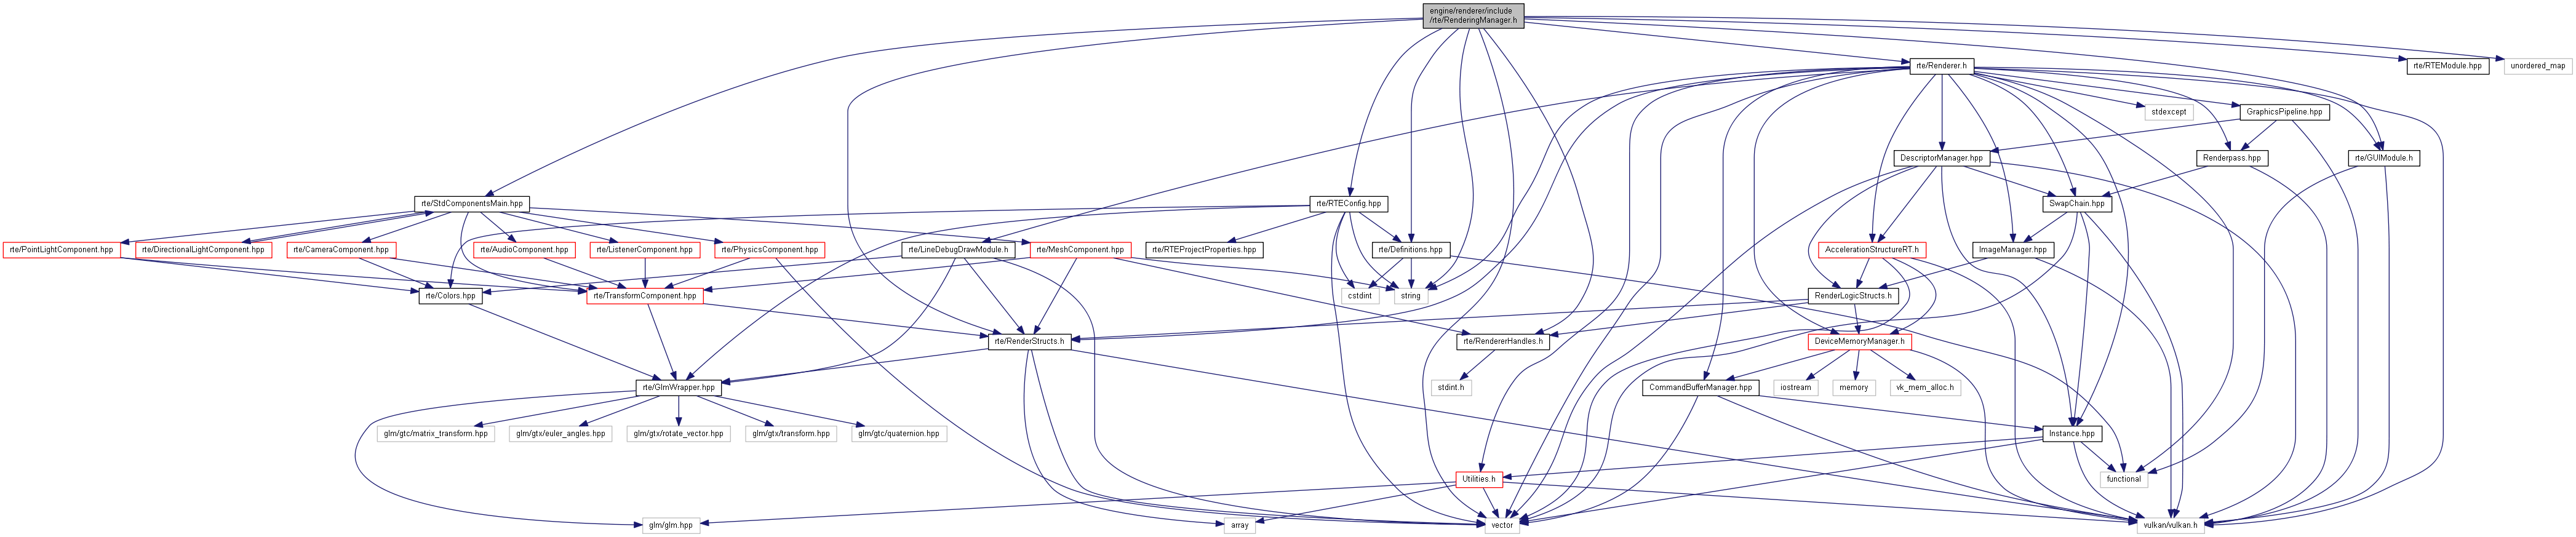 engine/renderer/include
/rte/RenderingManager.h
rte/Renderer.h
rte/RTEModule.hpp
unordered_map
stdexcept
GraphicsPipeline.hpp
DescriptorManager.hpp
Renderpass.hpp
rte/GUIModule.h
rte/StdComponentsMain.hpp
rte/RTEConfig.hpp
SwapChain.hpp
rte/PointLightComponent.hpp
rte/DirectionalLightComponent.hpp
rte/CameraComponent.hpp
rte/AudioComponent.hpp
rte/ListenerComponent.hpp
rte/PhysicsComponent.hpp
rte/LineDebugDrawModule.h
rte/MeshComponent.hpp
rte/RTEProjectProperties.hpp
rte/Definitions.hpp
AccelerationStructureRT.h
ImageManager.hpp
rte/Colors.hpp
rte/TransformComponent.hpp
cstdint
string
RenderLogicStructs.h
rte/RenderStructs.h
rte/RendererHandles.h
DeviceMemoryManager.h
rte/GlmWrapper.hpp
stdint.h
CommandBufferManager.hpp
iostream
memory
vk_mem_alloc.h
glm/gtc/matrix_transform.hpp
glm/gtx/euler_angles.hpp
glm/gtx/rotate_vector.hpp
glm/gtx/transform.hpp
glm/gtc/quaternion.hpp
Instance.hpp
Utilities.h
functional
glm/glm.hpp
array
vector
vulkan/vulkan.h